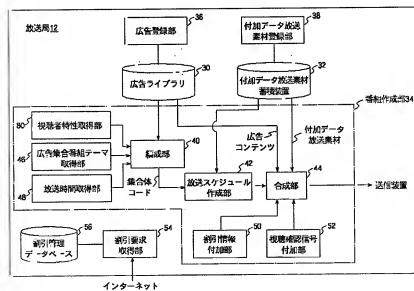 放送局12
36
広告登録部
38
付加データ放送
素材登録部
30
広告ライブラリ
32
付加データ放送素材
蓄積装置
番組作成部34
80
視聴者特性取得部
46
広告集合番組テーマ
取得部
48
放送時間取得部
40
編成部
集合体
コード
広告
コンテンツ
付加データ
放送素材
42
放送スケジュール
作成部
44
合成部
送信装置
50
割引情報
付加部
52
視聴確認信号
付加部
56
割引管理
データベース
54
割引要求
取得部
インターネット